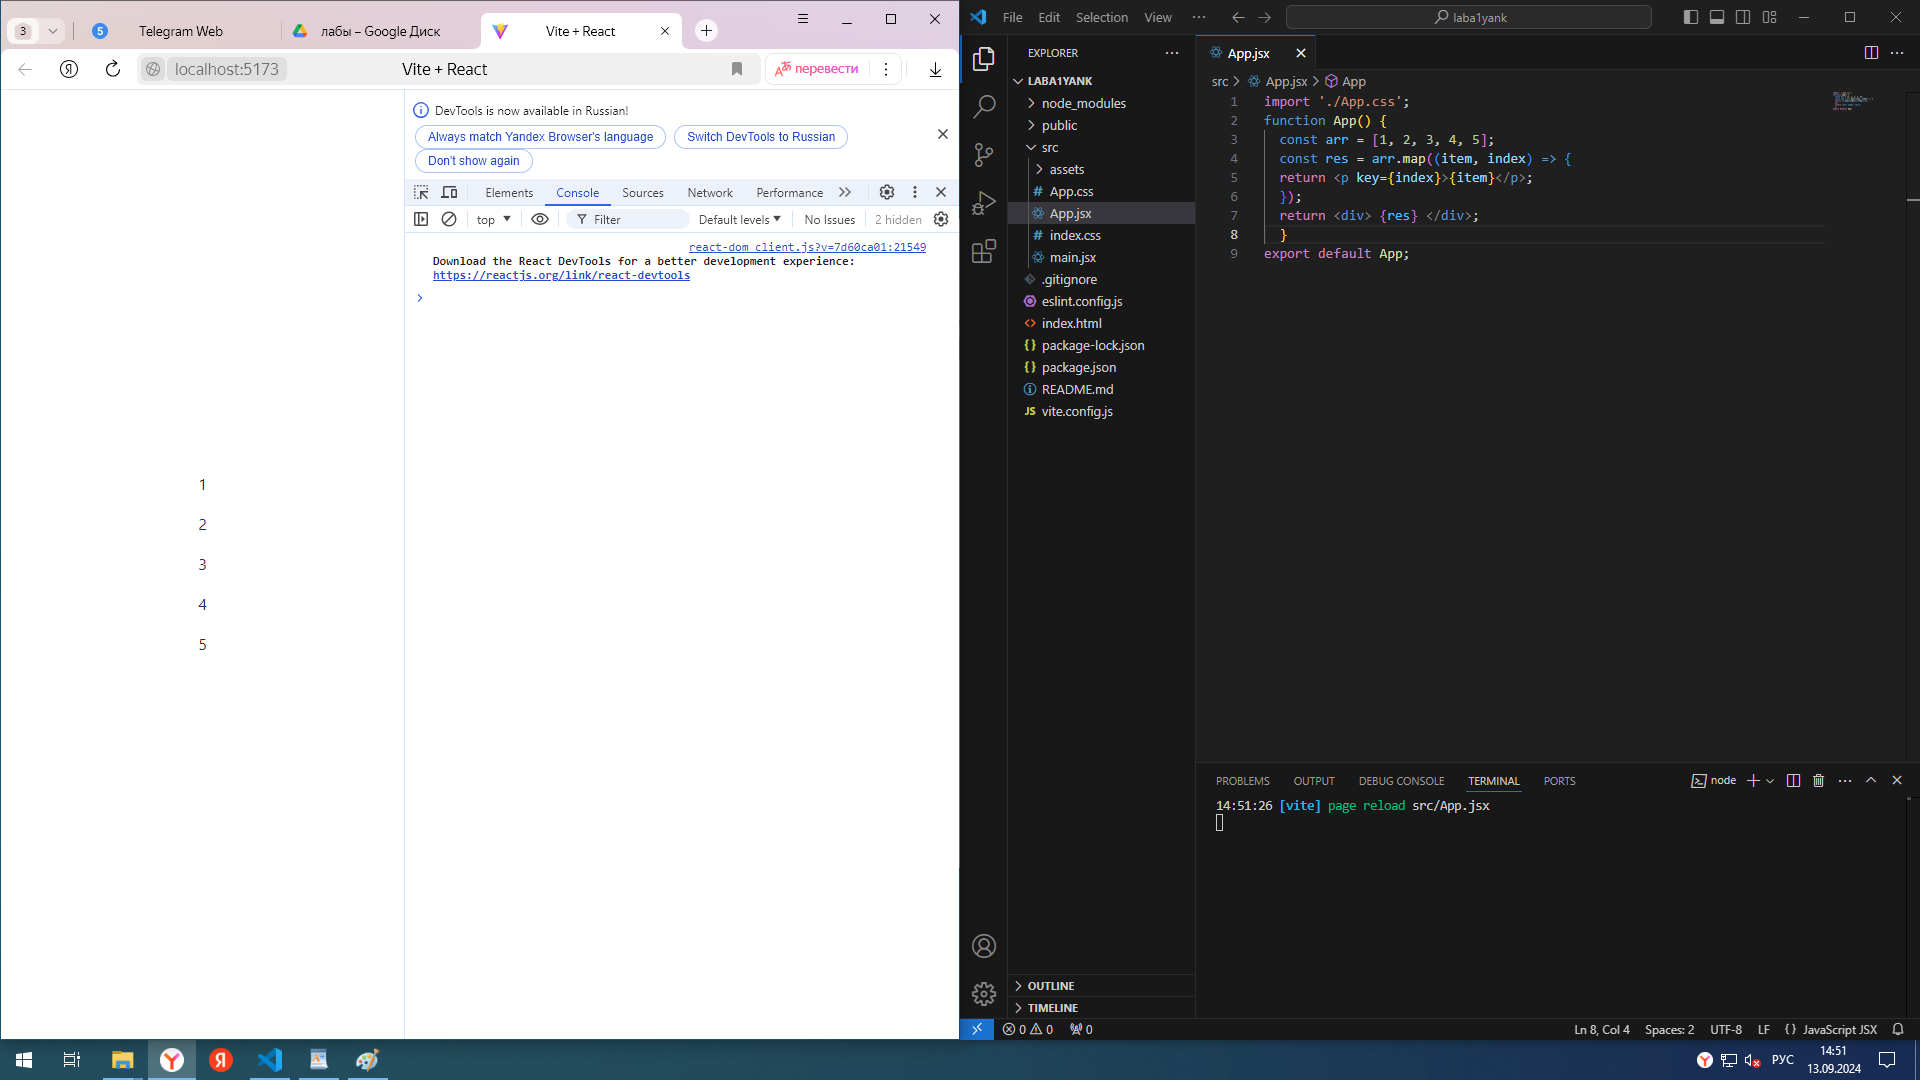 3
5
Telegram Web
лабы – Google Диск
Vite + React
localhost:5173
Vite + React
перевести
DevTools is now available in Russian!
Always match Yandex Browser's language
Switch DevTools to Russian
Don't show again
Elements
Console
Sources
Network
Performance
top
Filter
Default levels
No Issues
2 hidden
react-dom_client.js?v=7d60ca01:21549
Download the React DevTools for a better development experience:
https://reactjs.org/link/react-devtools
1
2
3
4
5
File
Edit
Selection
View
laba1yank
EXPLORER
LABA1YANK
node_modules
public
src
assets
App.css
App.jsx
index.css
main.jsx
.gitignore
eslint.config.js
index.html
package-lock.json
package.json
README.md
vite.config.js
OUTLINE
TIMELINE
App.jsx
src > App.jsx > App
1 import './App.css';
2 function App() {
3 const arr = [1, 2, 3, 4, 5];
4 const res = arr.map((item, index) => {
5 return <p key={index}>{item}</p>;
6 });
7 return <div> {res} </div>;
8 }
9 export default App;
PROBLEMS
OUTPUT
DEBUG CONSOLE
TERMINAL
PORTS
node
14:51:26 [vite] page reload src/App.jsx
0
0
0
Ln 8, Col 4
Spaces: 2
UTF-8
LF
JavaScript JSX
РУС
14:51
13.09.2024